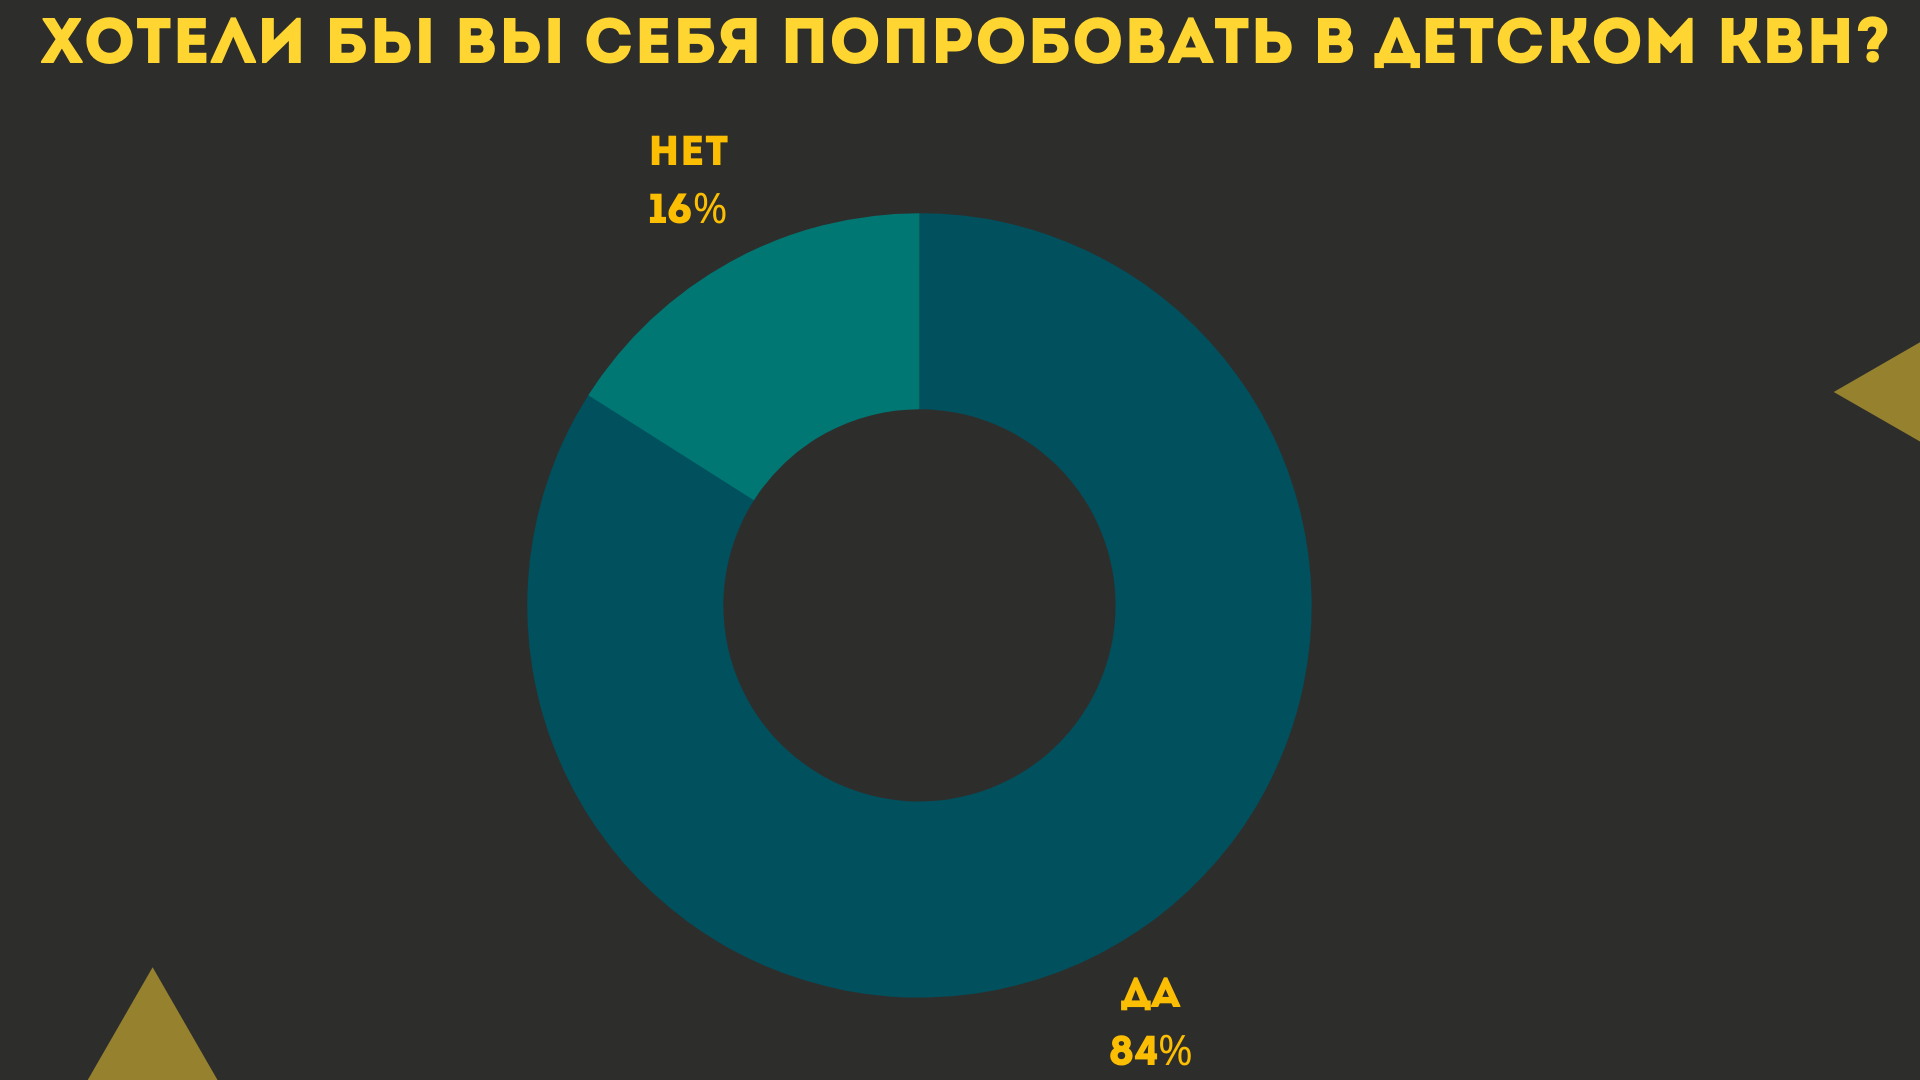 ХОТЕЛИ БЫ ВЫ СЕБЯ ПОПРОБОВАТЬ В ДЕТСКОМ КВН?
НЕТ
16%
ДА
84%